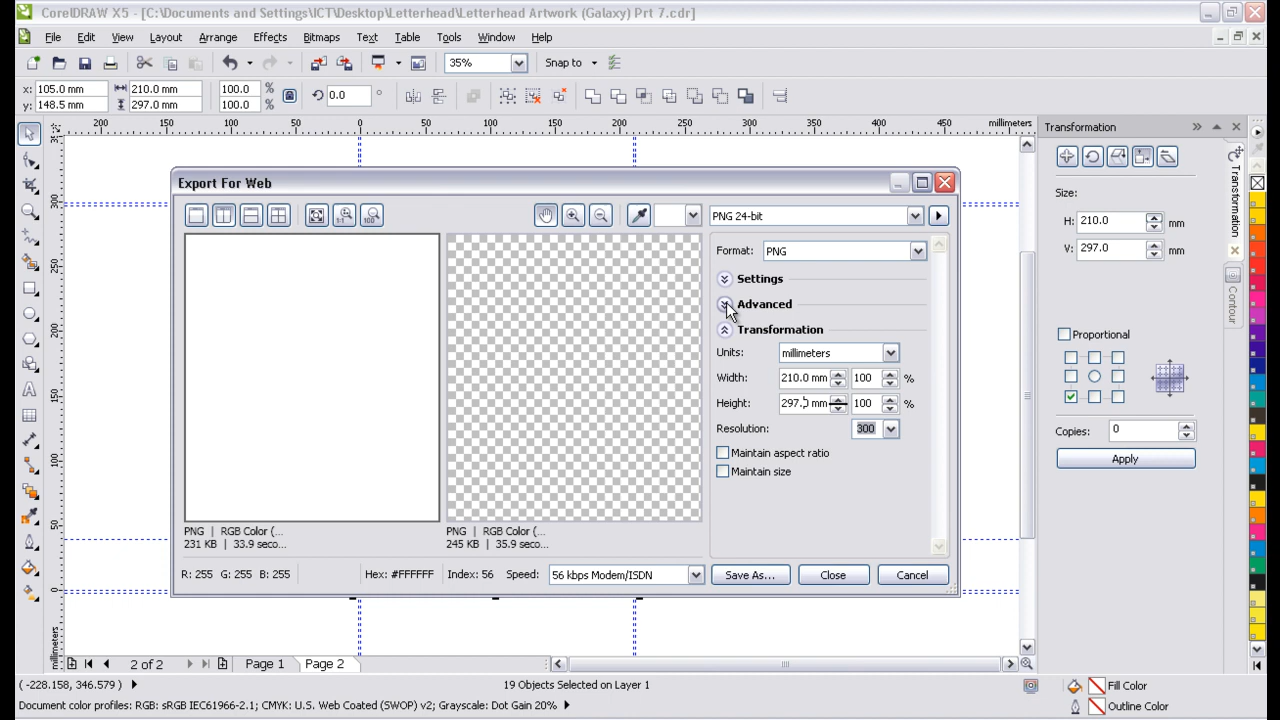 CorelDRAW X5 - [C:\Documents and Settings\ICT\Desktop\Letterhead\Letterhead Artwork (Galaxy) Prt 7.cdr]
File Edit View Layout Arrange Effects Bitmaps Text Table Tools Window Help
35% Snap to
x: 105.0 mm 210.0 mm 100.0 % 0.0 °
y: 148.5 mm 297.0 mm 100.0 %
200 100 50 0 50 100 150 200 250 300 350 400 450 millimeters
300
250
200
150
100
50
0
millimeters
Export For Web
PNG 24-bit
Format: PNG
Settings
Advanced
Transformation
Units: millimeters
Width: 210.0 mm 100 %
Height: 297.0 mm 100 %
Resolution: 300
Maintain aspect ratio
Maintain size
PNG | RGB Color (...
231 KB | 33.9 seco...
PNG | RGB Color (...
245 KB | 35.9 seco...
R: 255 G: 255 B: 255 Hex: #FFFFFF Index: 56 Speed: 56 kbps Modem/ISDN Save As... Close Cancel
Transformation
Size:
H: 210.0 mm
V: 297.0 mm
Proportional
Copies: 0
Apply
Transformation
Contour
2 of 2 Page 1 Page 2
(-228.158, 346.579 ) 19 Objects Selected on Layer 1 Fill Color
Document color profiles: RGB: sRGB IEC61966-2.1; CMYK: U.S. Web Coated (SWOP) v2; Grayscale: Dot Gain 20% Outline Color